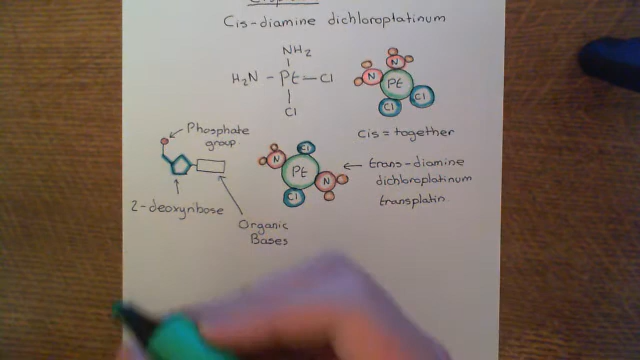 Cis-diamine dichloroplatinum
NH2
H2N - Pt - Cl
Cl
N
N
Pt
Cl
Cl
cis = together
Phosphate
group
2-deoxyribose
Organic
Bases
Cl
N
Pt
N
Cl
trans-diamine
dichloroplatinum
transplatin